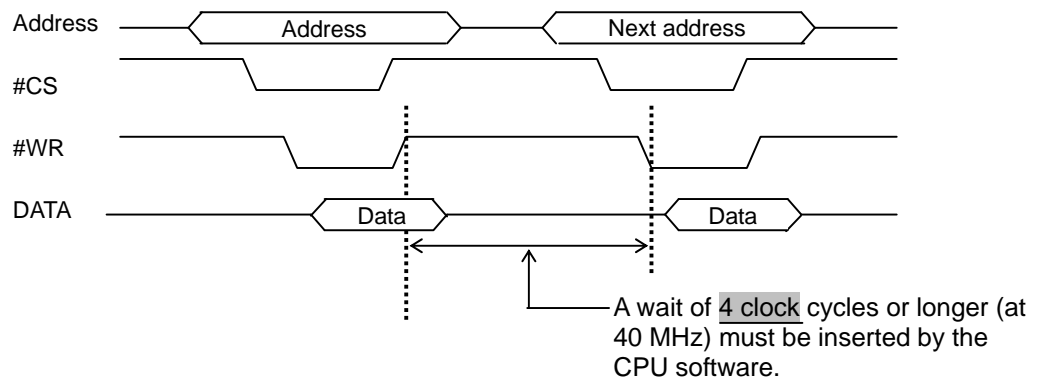 Address Address Next address
#CS
#WR
DATA Data Data
A wait of 4 clock cycles or longer (at
40 MHz) must be inserted by the
CPU software.